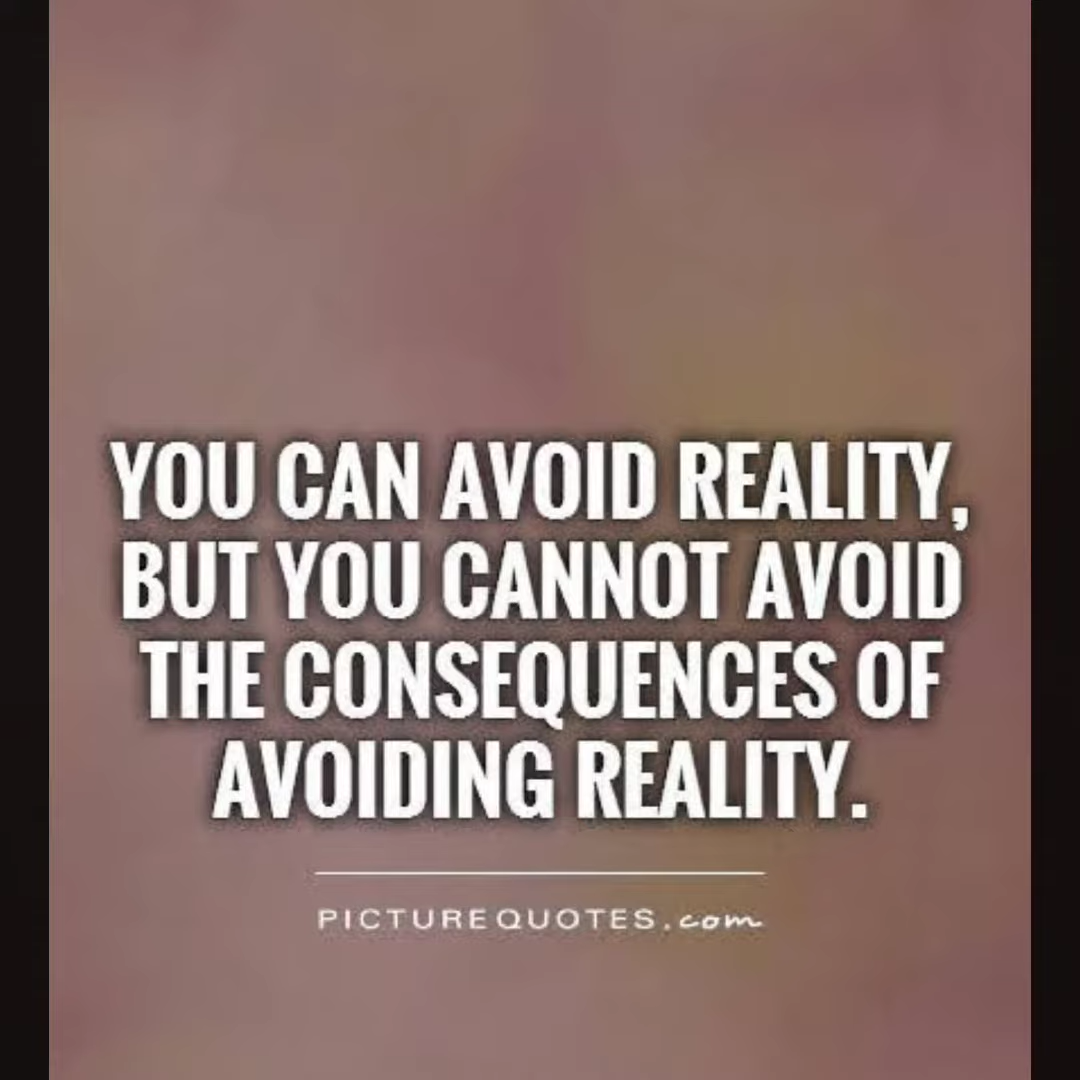 YOU CAN AVOID REALITY,
BUT YOU CANNOT AVOID
THE CONSEQUENCES OF
AVOIDING REALITY.
PICTUREQUOTES.com